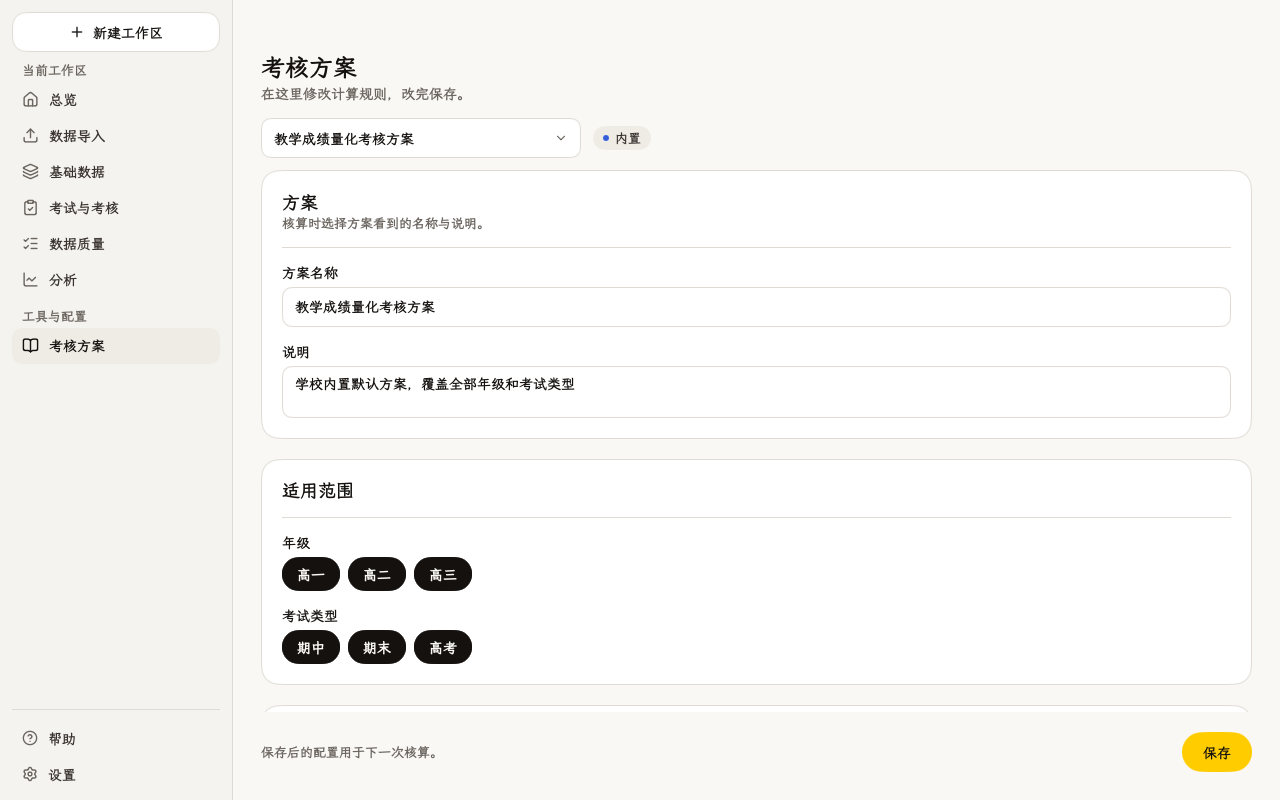 新建工作区
当前工作区
总览
数据导入
基础数据
考试与考核
数据质量
分析
工具与配置
考核方案
帮助
设置
考核方案
在这里修改计算规则，改完保存。
教学成绩量化考核方案
内置
方案
核算时选择方案看到的名称与说明。
方案名称
教学成绩量化考核方案
说明
学校内置默认方案，覆盖全部年级和考试类型
适用范围
年级
高一 高二 高三
考试类型
期中 期末 高考
保存后的配置用于下一次核算。
保存